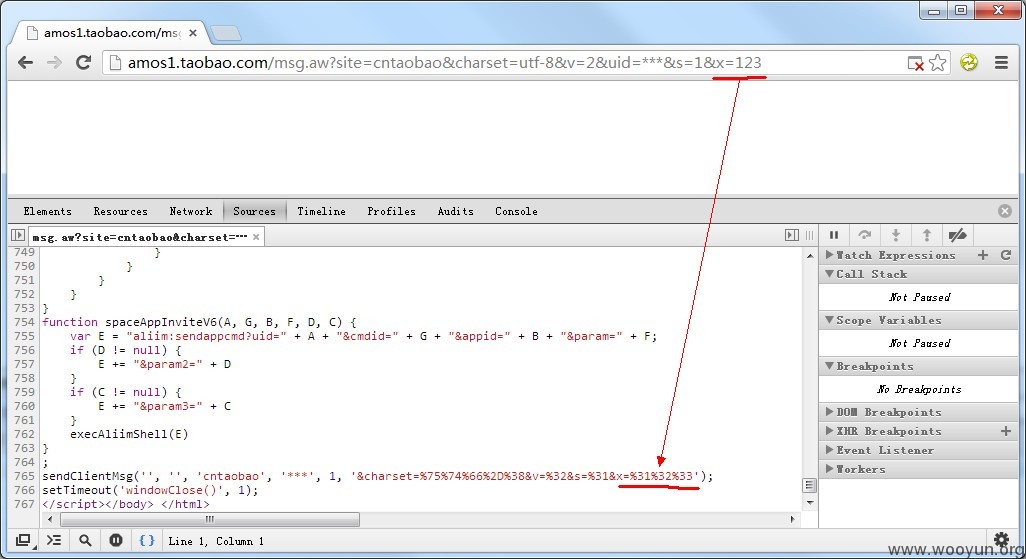 amos1.taobao.com/msg
amos1.taobao.com/msg.aw?site=cntaobao&charset=utf-8&v=2&uid=***&s=1&x=123
Elements Resources Network Sources Timeline Profiles Audits Console
msg.aw?site=cntaobao&charset=…
749 }
750 }
751 }
752 }
753 }
754 function spaceAppInviteV6(A, G, B, F, D, C) {
755 var E = "aliim:sendappcmd?uid=" + A + "&cmdid=" + G + "&appid=" + B + "&param=" + F;
756 if (D != null) {
757 E += "&param2=" + D
758 }
759 if (C != null) {
760 E += "&param3=" + C
761 }
762 execAliimShell(E)
763 }
764 ;
765 sendClientMsg('', '', 'cntaobao', '***', 1, '&charset=%75%74%66%2D%38&v=%32&s=%31&x=%31%32%33');
766 setTimeout('windowClose()', 1);
767 </script></body> </html>
Watch Expressions
Call Stack
Not Paused
Scope Variables
Not Paused
Breakpoints
No Breakpoints
DOM Breakpoints
XHR Breakpoints
Event Listener
Workers
Line 1, Column 1
www.wooyun.org